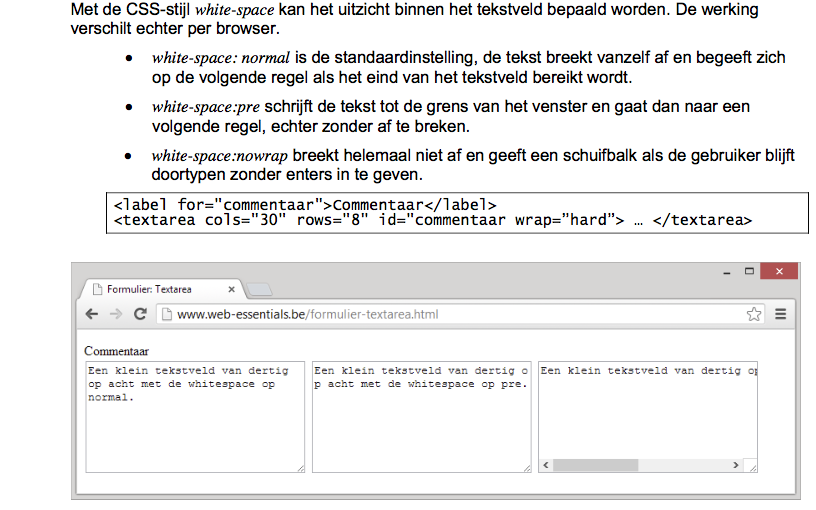 Met de CSS-stijl white-space kan het uitzicht binnen het tekstveld bepaald worden. De werking
verschilt echter per browser.
• white-space: normal is de standaardinstelling, de tekst breekt vanzelf af en begeeft zich
op de volgende regel als het eind van het tekstveld bereikt wordt.
• white-space:pre schrijft de tekst tot de grens van het venster en gaat dan naar een
volgende regel, echter zonder af te breken.
• white-space:nowrap breekt helemaal niet af en geeft een schuifbalk als de gebruiker blijft
doortypen zonder enters in te geven.
<label for="commentaar">Commentaar</label>
<textarea cols="30" rows="8" id="commentaar wrap="hard"> … </textarea>
Formulier: Textarea
www.web-essentials.be/formulier-textarea.html
Commentaar
Een klein tekstveld van dertig
op acht met de whitespace op
normal.
Een klein tekstveld van dertig o
p acht met de whitespace op pre.
Een klein tekstveld van dertig op